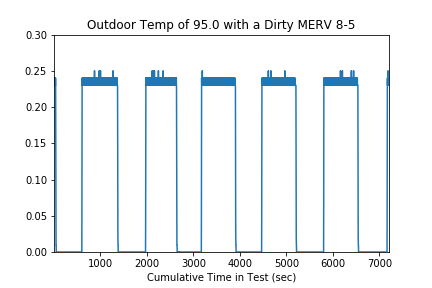 Outdoor Temp of 95.0 with a Dirty MERV 8-5
0.30
0.25
0.20
0.15
0.10
0.05
0.00
1000 2000 3000 4000 5000 6000 7000
Cumulative Time in Test (sec)